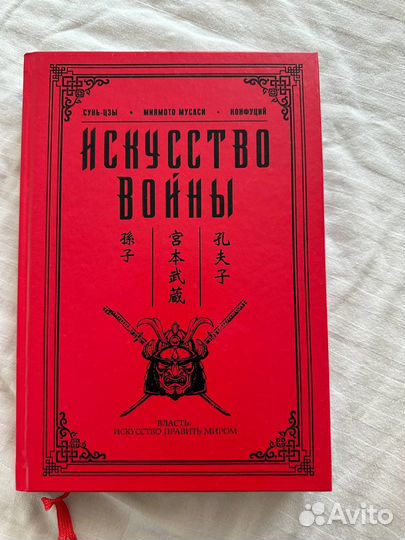 СУНЬ-ЦЗЫ • МИЯМОТО МУСАСИ • КОНФУЦИЙ
ИСКУССТВО
ВОЙНЫ
孫子
宮本武蔵
孔夫子
ВЛАСТЬ:
ИСКУССТВО ПРАВИТЬ МИРОМ
Avito